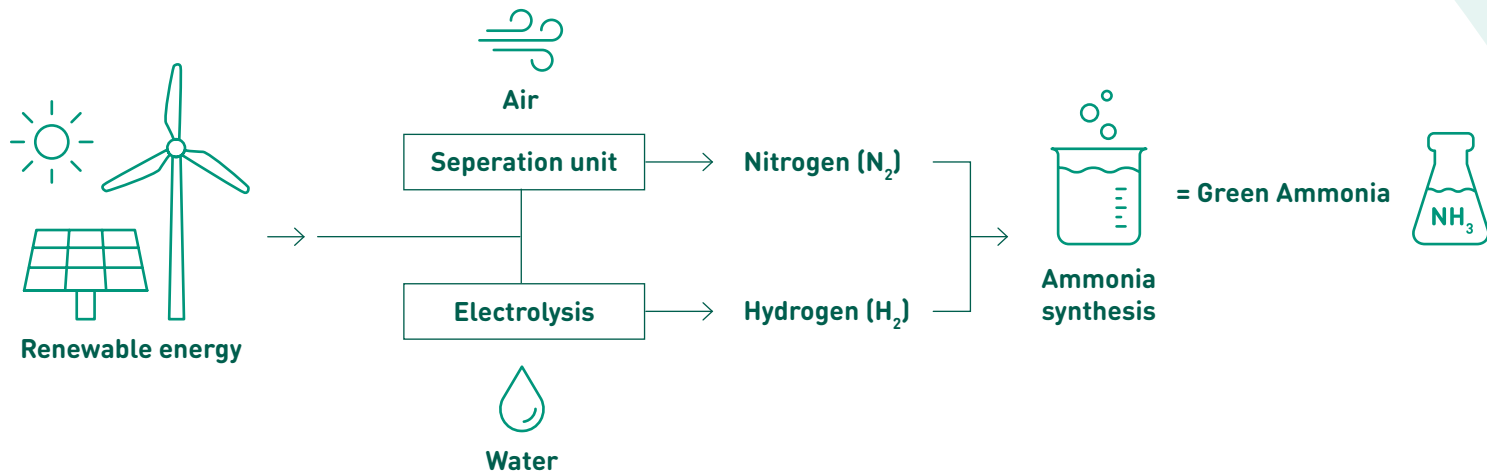 Air
Seperation unit
Nitrogen (N₂)
= Green Ammonia
NH₃
Renewable energy
Electrolysis
Hydrogen (H₂)
Ammonia
synthesis
Water